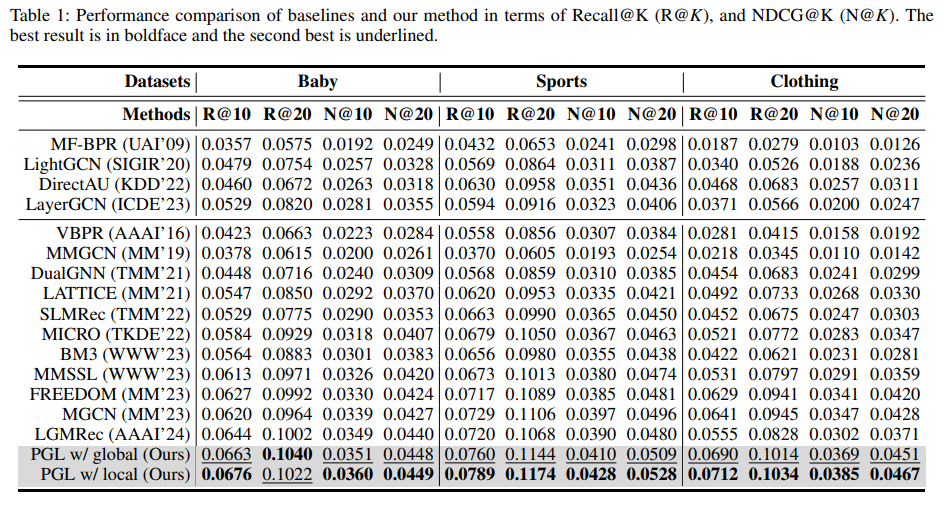 Table 1: Performance comparison of baselines and our method in terms of Recall@K (R@K), and NDCG@K (N@K). The
best result is in boldface and the second best is underlined.
Datasets Baby Sports Clothing
Methods R@10 R@20 N@10 N@20 R@10 R@20 N@10 N@20 R@10 R@20 N@10 N@20
MF-BPR (UAI'09) 0.0357 0.0575 0.0192 0.0249 0.0432 0.0653 0.0241 0.0298 0.0187 0.0279 0.0103 0.0126
LightGCN (SIGIR'20) 0.0479 0.0754 0.0257 0.0328 0.0569 0.0864 0.0311 0.0387 0.0340 0.0526 0.0188 0.0236
DirectAU (KDD'22) 0.0460 0.0672 0.0263 0.0318 0.0630 0.0958 0.0351 0.0436 0.0468 0.0683 0.0257 0.0311
LayerGCN (ICDE'23) 0.0529 0.0820 0.0281 0.0355 0.0594 0.0916 0.0323 0.0406 0.0371 0.0566 0.0200 0.0247
VBPR (AAAI'16) 0.0423 0.0663 0.0223 0.0284 0.0558 0.0856 0.0307 0.0384 0.0281 0.0415 0.0158 0.0192
MMGCN (MM'19) 0.0378 0.0615 0.0200 0.0261 0.0370 0.0605 0.0193 0.0254 0.0218 0.0345 0.0110 0.0142
DualGNN (TMM'21) 0.0448 0.0716 0.0240 0.0309 0.0568 0.0859 0.0310 0.0385 0.0454 0.0683 0.0241 0.0299
LATTICE (MM'21) 0.0547 0.0850 0.0292 0.0370 0.0620 0.0953 0.0335 0.0421 0.0492 0.0733 0.0268 0.0330
SLMRec (TMM'22) 0.0529 0.0775 0.0290 0.0353 0.0663 0.0990 0.0365 0.0450 0.0452 0.0675 0.0247 0.0303
MICRO (TKDE'22) 0.0584 0.0929 0.0318 0.0407 0.0679 0.1050 0.0367 0.0463 0.0521 0.0772 0.0283 0.0347
BM3 (WWW'23) 0.0564 0.0883 0.0301 0.0383 0.0656 0.0980 0.0355 0.0438 0.0422 0.0621 0.0231 0.0281
MMSSL (WWW'23) 0.0613 0.0971 0.0326 0.0420 0.0673 0.1013 0.0380 0.0474 0.0531 0.0797 0.0291 0.0359
FREEDOM (MM'23) 0.0627 0.0992 0.0330 0.0424 0.0717 0.1089 0.0385 0.0481 0.0629 0.0941 0.0341 0.0420
MGCN (MM'23) 0.0620 0.0964 0.0339 0.0427 0.0729 0.1106 0.0397 0.0496 0.0641 0.0945 0.0347 0.0428
LGMRec (AAAI'24) 0.0644 0.1002 0.0349 0.0440 0.0720 0.1068 0.0390 0.0480 0.0555 0.0828 0.0302 0.0371
PGL w/ global (Ours) 0.0663 0.1040 0.0351 0.0448 0.0760 0.1144 0.0410 0.0509 0.0690 0.1014 0.0369 0.0451
PGL w/ local (Ours) 0.0676 0.1022 0.0360 0.0449 0.0789 0.1174 0.0428 0.0528 0.0712 0.1034 0.0385 0.0467